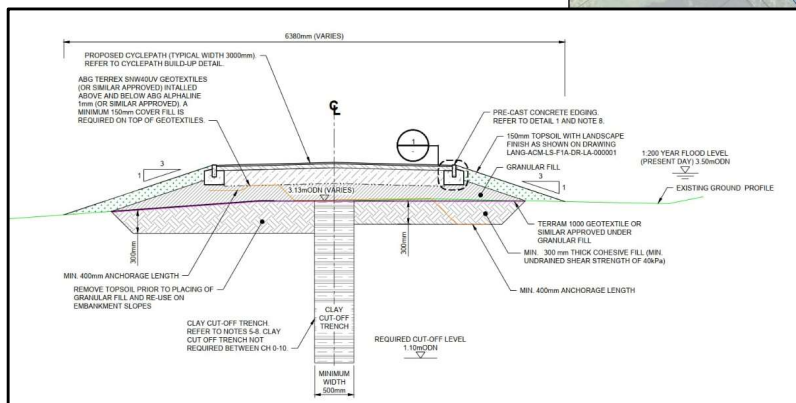 6380mm (VARIES)
PROPOSED CYCLEPATH (TYPICAL WIDTH 3000mm).
REFER TO CYCLEPATH BUILD-UP DETAIL.
ABG TERREX SNW40UV GEOTEXTILES
(OR SIMILAR APPROVED) INTALLED
ABOVE AND BELOW ABG ALPHALINE
1mm (OR SIMILAR APPROVED). A
MINIMUM 150mm COVER FILL IS
REQUIRED ON TOP OF GEOTEXTILES.
3
1
CL
1
-
PRE-CAST CONCRETE EDGING.
REFER TO DETAIL 1 AND NOTE 8.
150mm TOPSOIL WITH LANDSCAPE
FINISH AS SHOWN ON DRAWING
LANG-ACM-LS-F1A-DR-LA-000001
GRANULAR FILL
3
1
1:200 YEAR FLOOD LEVEL
(PRESENT DAY) 3.50mODN
EXISTING GROUND PROFILE
3.13mODN (VARIES)
300mm
300mm
TERRAM 1000 GEOTEXTILE OR
SIMILAR APPROVED UNDER
GRANULAR FILL
MIN. 300 mm THICK COHESIVE FILL (MIN.
UNDRAINED SHEAR STRENGTH OF 40kPa)
MIN. 400mm ANCHORAGE LENGTH
MIN. 400mm ANCHORAGE LENGTH
REMOVE TOPSOIL PRIOR TO PLACING OF
GRANULAR FILL AND RE-USE ON
EMBANKMENT SLOPES
CLAY CUT-OFF TRENCH.
REFER TO NOTES 5-8. CLAY
CUT OFF TRENCH NOT
REQUIRED BETWEEN CH 0-10.
CLAY
CUT-OFF
TRENCH
REQUIRED CUT-OFF LEVEL
1.10mODN
MINIMUM
WIDTH
500mm